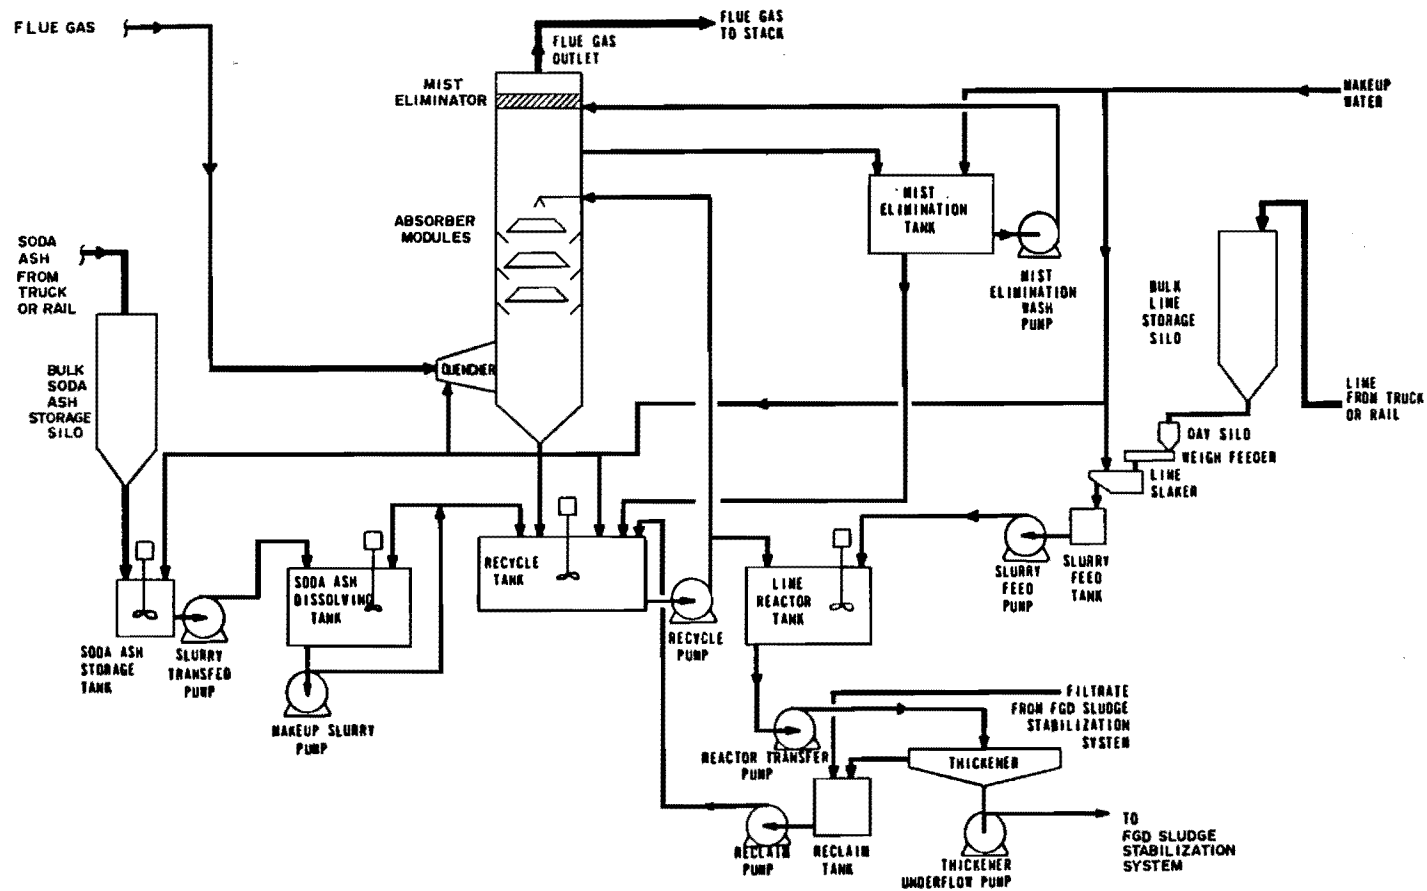 FLUE GAS
FLUE GAS
TO STACK
FLUE GAS
OUTLET
MIST
ELIMINATOR
MAKEUP
WATER
MIST
ELIMINATION
TANK
ABSORBER
MODULES
SODA
ASH
FROM
TRUCK
OR RAIL
MIST
ELIMINATION
WASH
PUMP
BULK
LIME
STORAGE
SILO
QUENCHER
BULK
SODA
ASH
STORAGE
SILO
LIME
FROM TRUCK
OR RAIL
DAY SILO
WEIGH FEEDER
LIME
SLAKER
RECYCLE
TANK
SODA ASH
DISSOLVING
TANK
LIME
REACTOR
TANK
SLURRY
FEED
PUMP
SLURRY
FEED
TANK
SODA ASH
STORAGE
TANK
SLURRY
TRANSFED
PUMP
RECYCLE
PUMP
MAKEUP SLURRY
PUMP
FILTRATE
FROM FGD SLUDGE
STABILIZATION
SYSTEM
REACTOR TRANSFER
PUMP
THICKENER
RECLAIM
PUMP
RECLAIM
TANK
THICKENER
UNDERFLOW PUMP
TO
FGD SLUDGE
STABILIZATION
SYSTEM